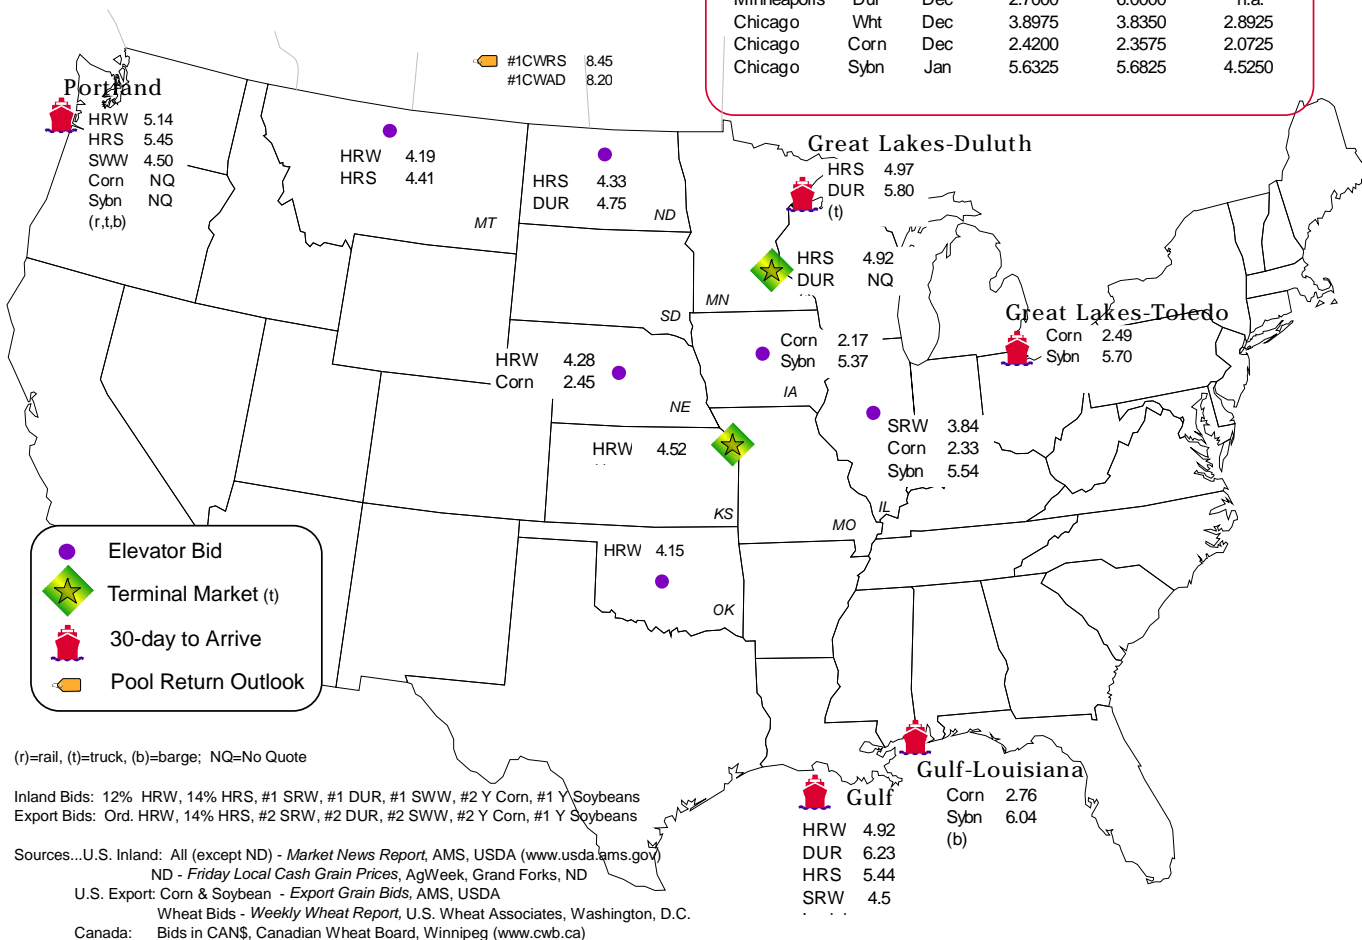 Minneapolis Dur Dec 2.7000 6.0000 n.a.
Chicago Wht Dec 3.8975 3.8350 2.8925
Chicago Corn Dec 2.4200 2.3575 2.0725
Chicago Sybn Jan 5.6325 5.6825 4.5250
#1CWRS 8.45
#1CWAD 8.20
Portland
HRW 5.14
HRS 5.45
SWW 4.50
Corn NQ
Sybn NQ
(r,t,b)
HRW 4.19
HRS 4.41
MT
HRS 4.33
DUR 4.75
ND
Great Lakes-Duluth
HRS 4.97
DUR 5.80
(t)
HRS 4.92
DUR NQ
MN
SD
Great Lakes-Toledo
Corn 2.49
Sybn 5.70
Corn 2.17
Sybn 5.37
IA
HRW 4.28
Corn 2.45
NE
SRW 3.84
Corn 2.33
Sybn 5.54
IL
HRW 4.52
KS
MO
HRW 4.15
OK
Elevator Bid
Terminal Market (t)
30-day to Arrive
Pool Return Outlook
Gulf-Louisiana
Corn 2.76
Sybn 6.04
(b)
Gulf
HRW 4.92
DUR 6.23
HRS 5.44
SRW 4.5
(r)=rail, (t)=truck, (b)=barge; NQ=No Quote
Inland Bids: 12% HRW, 14% HRS, #1 SRW, #1 DUR, #1 SWW, #2 Y Corn, #1 Y Soybeans
Export Bids: Ord. HRW, 14% HRS, #2 SRW, #2 DUR, #2 SWW, #2 Y Corn, #1 Y Soybeans
Sources...U.S. Inland: All (except ND) - Market News Report, AMS, USDA (www.usda.ams.gov)
ND - Friday Local Cash Grain Prices, AgWeek, Grand Forks, ND
U.S. Export: Corn & Soybean - Export Grain Bids, AMS, USDA
Wheat Bids - Weekly Wheat Report, U.S. Wheat Associates, Washington, D.C.
Canada: Bids in CAN$, Canadian Wheat Board, Winnipeg (www.cwb.ca)